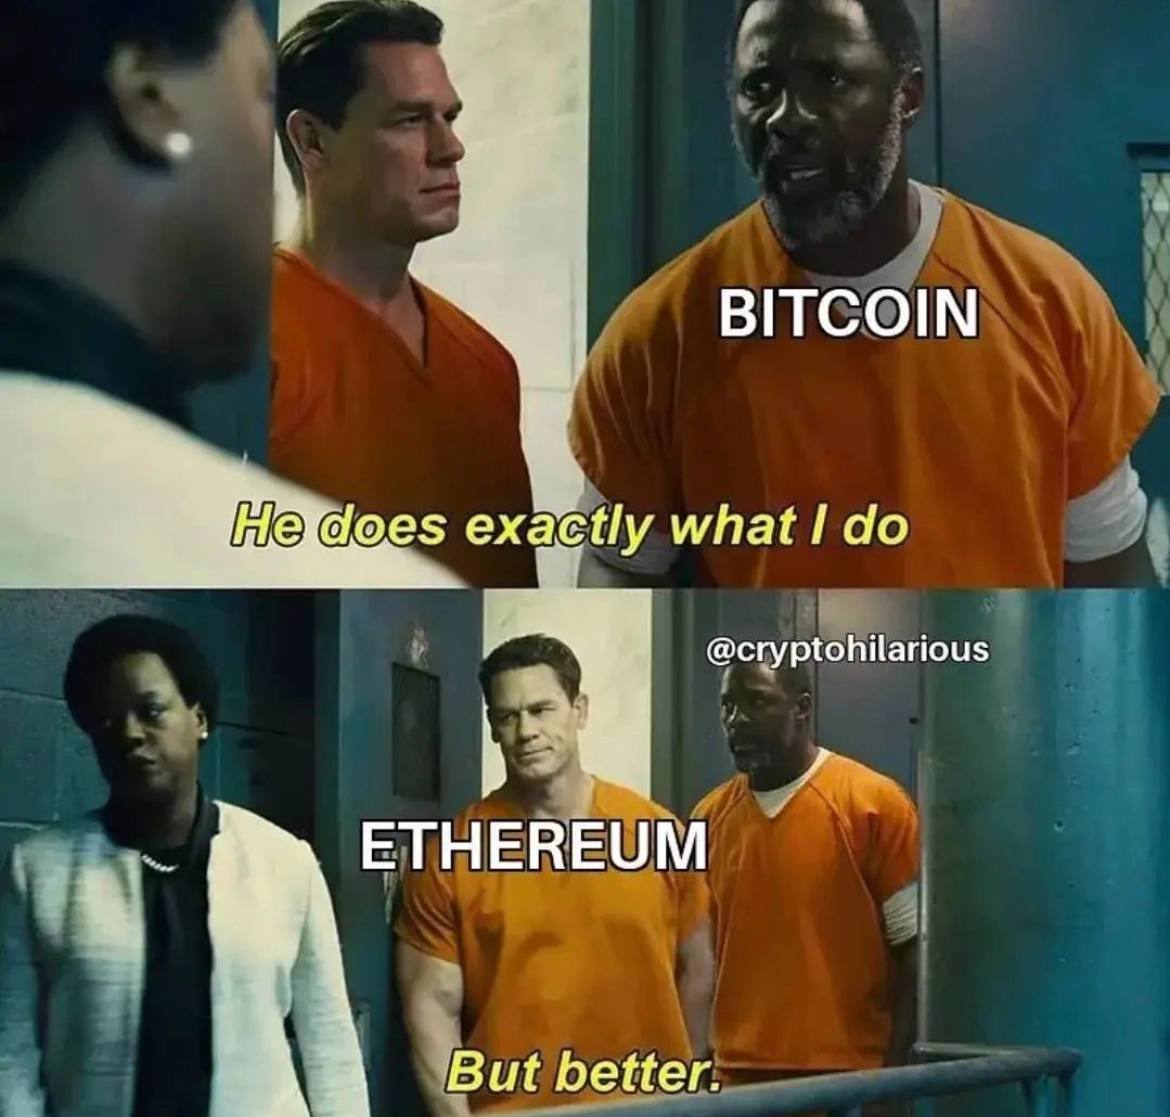 BITCOIN
He does exactly what I do
@cryptohilarious
ETHEREUM
But better.